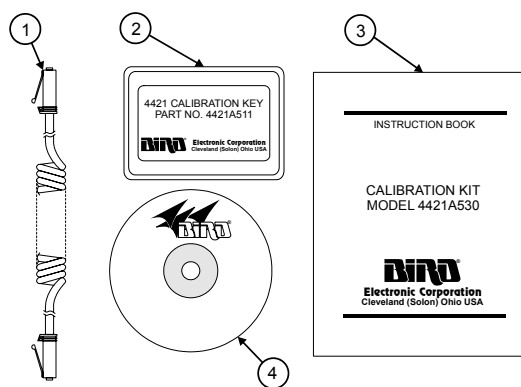 1
2
3
4421 CALIBRATION KEY
PART NO. 4421A511
BIRD® Electronic Corporation
Cleveland (Solon) Ohio USA
INSTRUCTION BOOK
CALIBRATION KIT
MODEL 4421A530
BIRD®
Electronic Corporation
Cleveland (Solon) Ohio USA
BIRD®
4